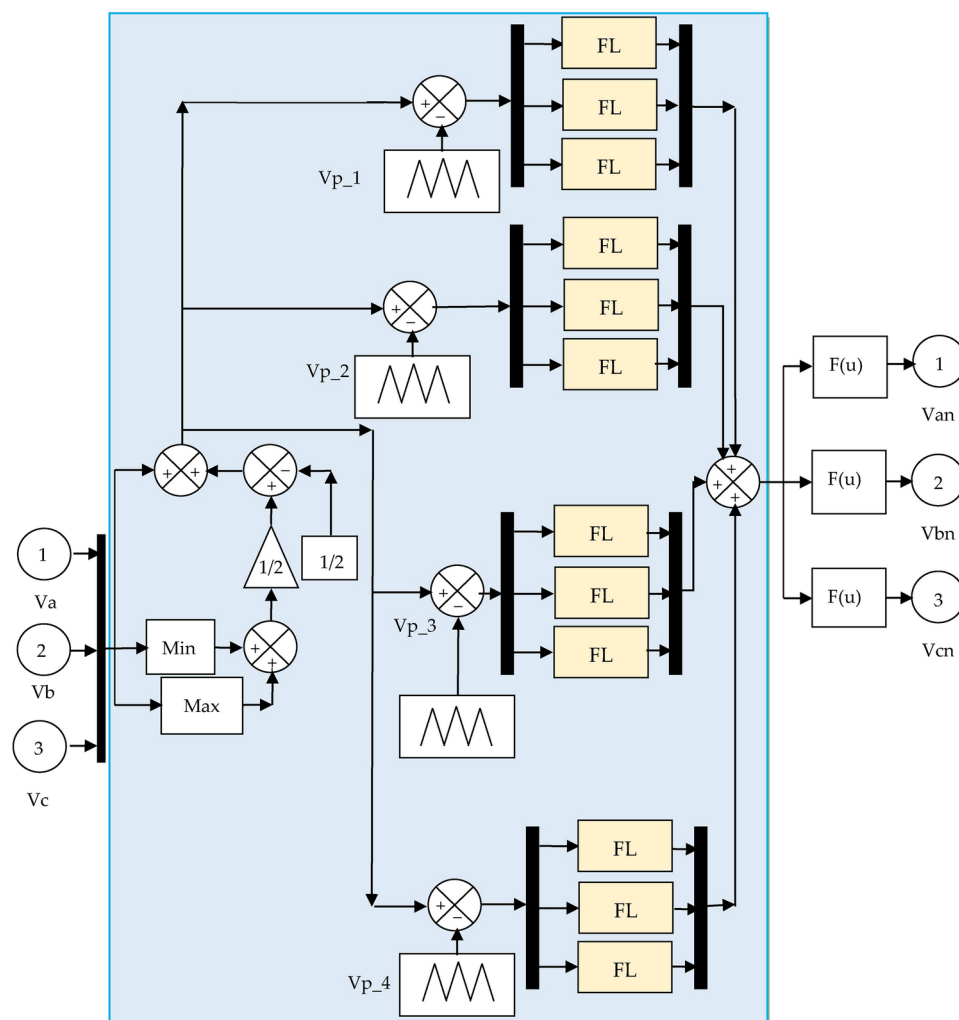 FL
+
−
FL
Vp_1
FL
FL
+
−
FL
Vp_2
FL
F(u)
1
Van
+ +
+ −
+
+
+
+
+
F(u)
2
Vbn
1/2
1/2
FL
1
Va
+
−
FL
F(u)
3
Vp_3
Vcn
2
Min
+
+
FL
Vb
Max
3
Vc
FL
+
−
FL
Vp_4
FL